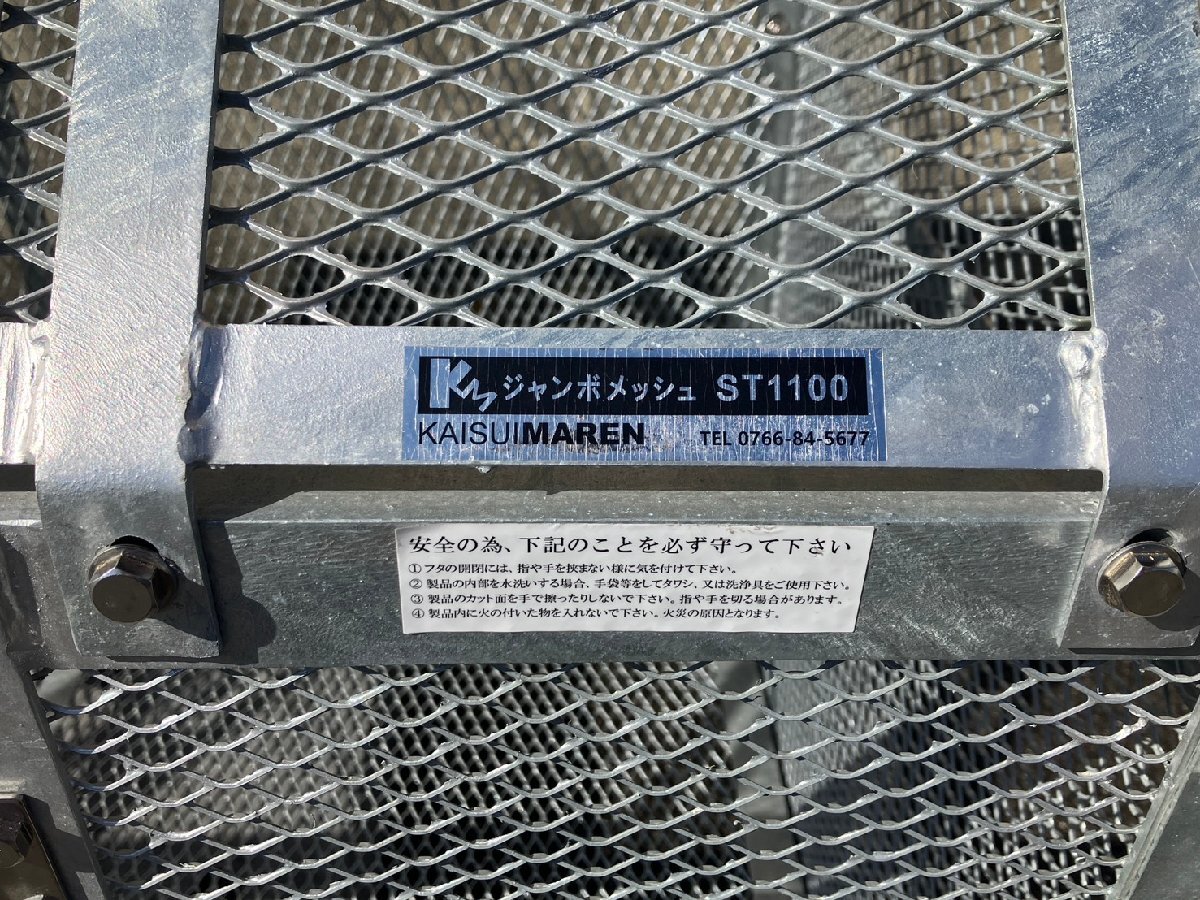 KM ジャンボメッシュ ST1100
KAISUIMAREN TEL 0766-84-5677
安全の為、下記のことを必ず守って下さい
①フタの開閉には、指や手を挟まない様に気を付けて下さい。
②製品の内部を水洗いする場合、手袋等をしてタワシ、又は洗浄具をご使用下さい。
③製品のカット面を手で擦ったりしないで下さい。指や手を切る場合があります。
④製品内に火の付いた物を入れないで下さい。火災の原因となります。